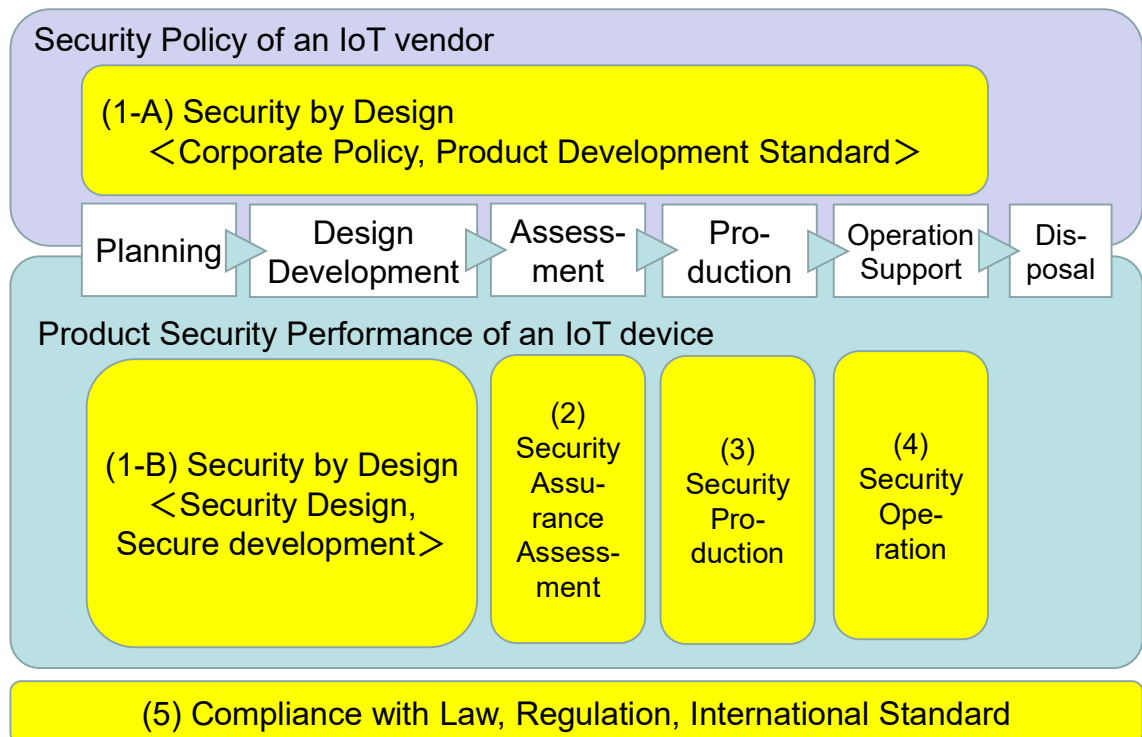 Security Policy of an IoT vendor
(1-A) Security by Design
＜Corporate Policy, Product Development Standard＞
Planning
Design
Development
Assess-
ment
Pro-
duction
Operation
Support
Dis-
posal
Product Security Performance of an IoT device
(1-B) Security by Design
＜Security Design,
Secure development＞
(2)
Security
Assu-
rance
Assess-
ment
(3)
Security
Pro-
duction
(4)
Security
Ope-
ration
(5) Compliance with Law, Regulation, International Standard